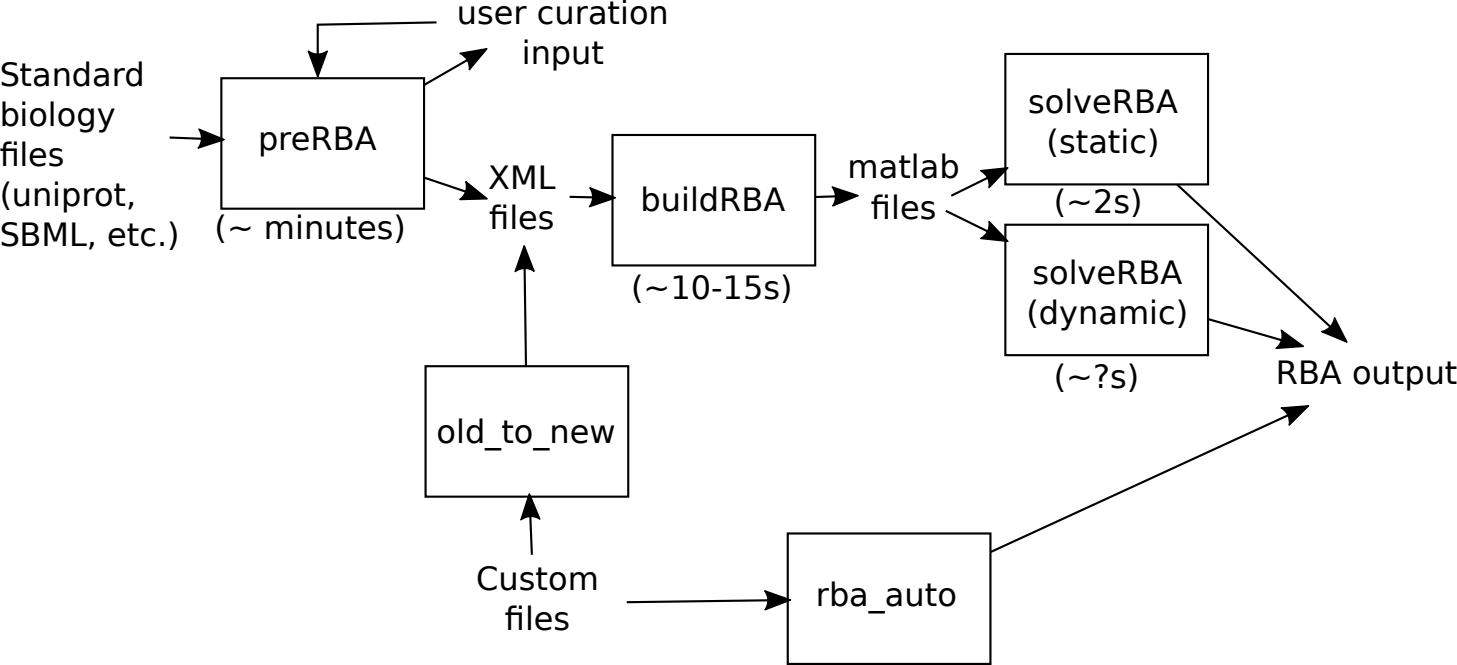 user curation
input
Standard
biology
files
(uniprot,
SBML, etc.)
preRBA
(~ minutes)
XML
files
buildRBA
(~10-15s)
matlab
files
solveRBA
(static)
(~2s)
solveRBA
(dynamic)
(~?s)
RBA output
old_to_new
Custom
files
rba_auto